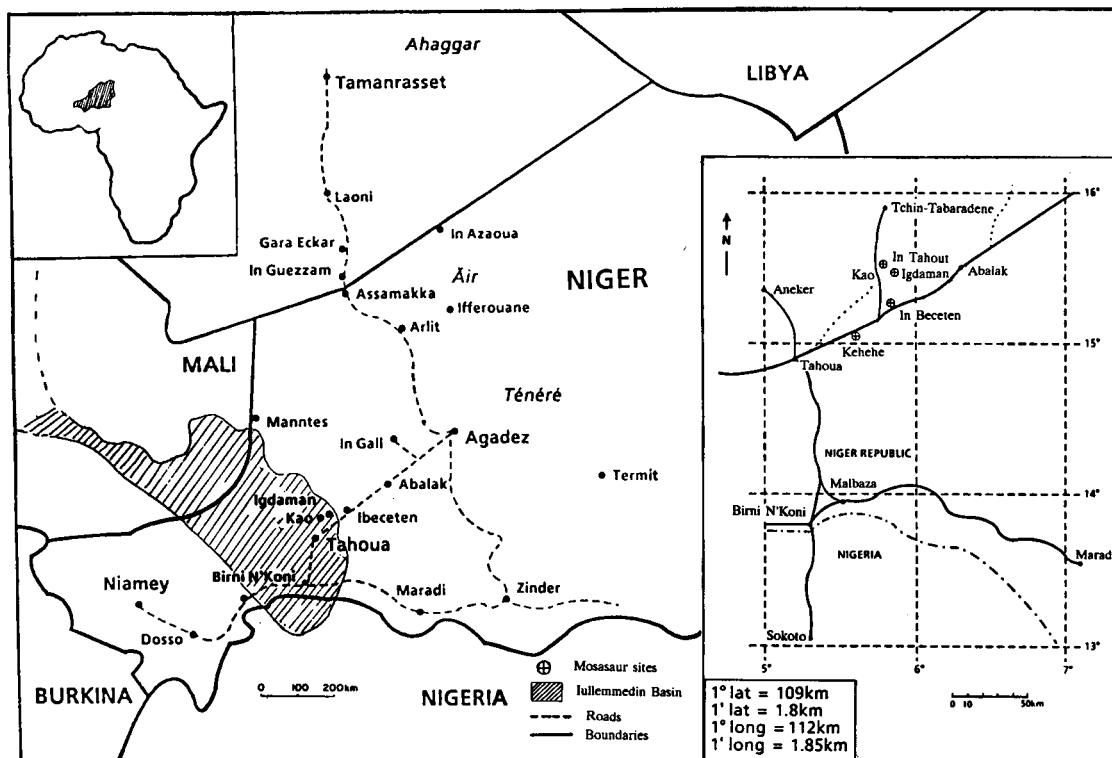 Ahaggar
Tamanrasset
LIBYA
Laoni
Gara Eckar
In Azaoua
In Guezzam
Äir
NIGER
Assamakka
Ifferouane
Arlit
MALI
Ténéré
Manntes
In Gall
Agadez
Termit
Abalak
Igdaman
Kao
Ibeceten
Tahoua
Birni N'Koni
Niamey
Maradi
Zinder
Dosso
BURKINA
NIGERIA
0 100 200km
Mosasaur sites
Iullemmedin Basin
Roads
Boundaries
16°
Tchin-Tabaradene
N
In Tahout
Kao
Igdaman
Abalak
Aneker
In Beceten
15°
Kehehe
Tahoua
NIGER REPUBLIC
Malbaza
14°
Birni N'Koni
NIGERIA
Marad
Sokoto
13°
5°
6°
7°
0 10 50km
1° lat = 109km
1' lat = 1.8km
1° long = 112km
1' long = 1.85km